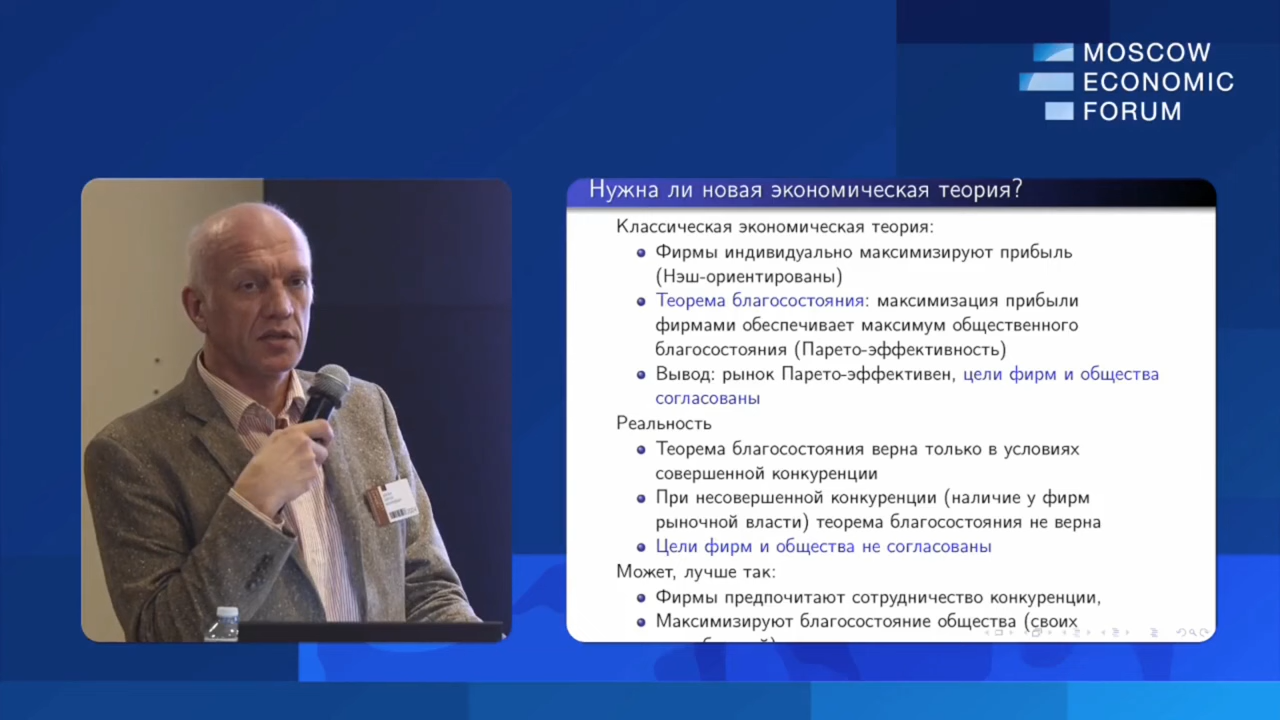 MOSCOW
ECONOMIC
FORUM
Нужна ли новая экономическая теория?
Классическая экономическая теория:
Фирмы индивидуально максимизируют прибыль
(Нэш-ориентированы)
Теорема благосостояния: максимизация прибыли
фирмами обеспечивает максимум общественного
благосостояния (Парето-эффективность)
Вывод: рынок Парето-эффективен, цели фирм и общества
согласованы
Реальность
Теорема благосостояния верна только в условиях
совершенной конкуренции
При несовершенной конкуренции (наличие у фирм
рыночной власти) теорема благосостояния не верна
Цели фирм и общества не согласованы
Может, лучше так:
Фирмы предпочитают сотрудничество конкуренции,
Максимизируют благосостояние общества (своих